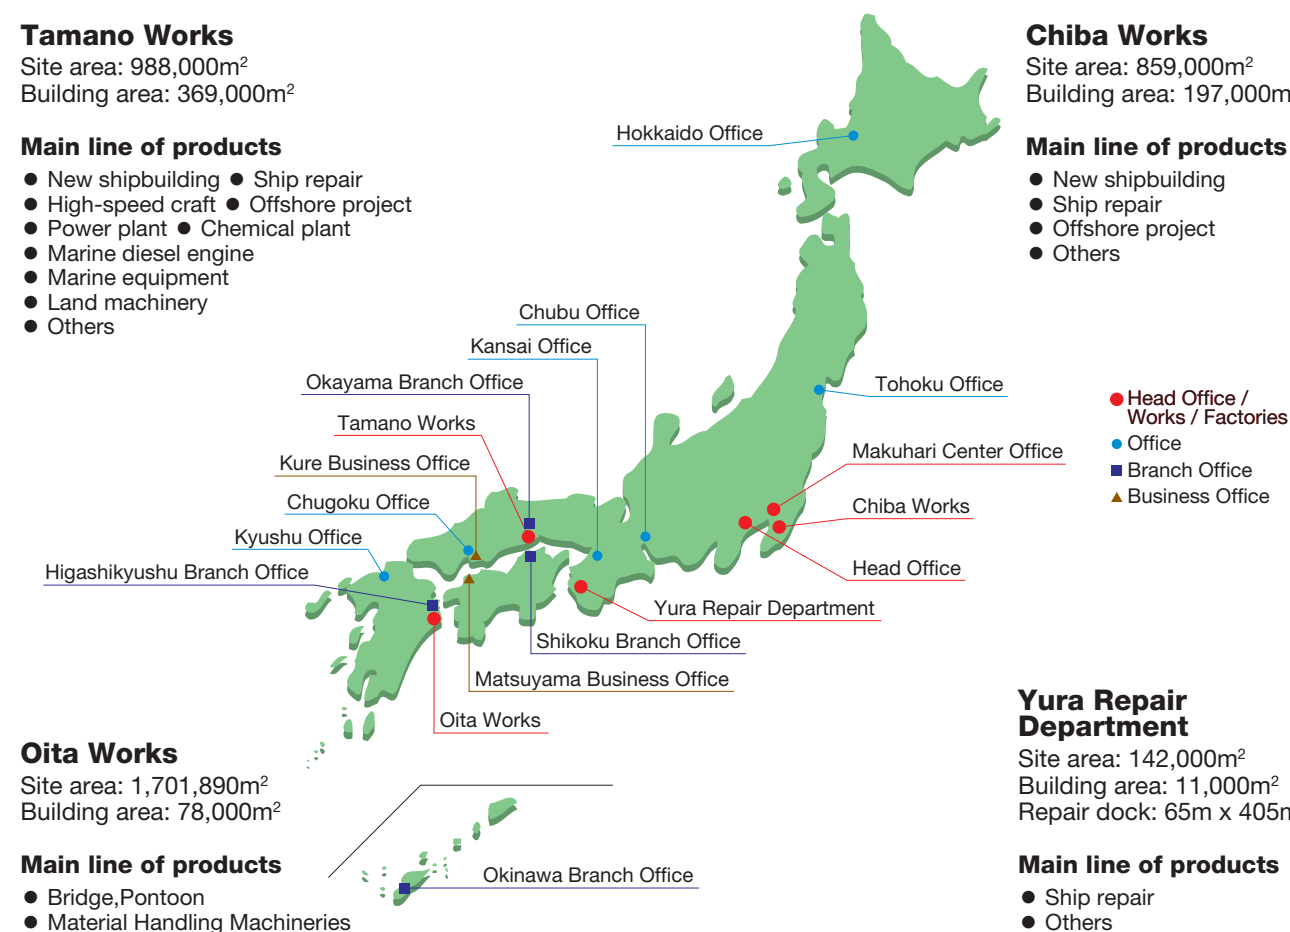 Tamano Works
Site area: 988,000m²
Building area: 369,000m²
Main line of products
● New shipbuilding ● Ship repair
● High-speed craft ● Offshore project
● Power plant ● Chemical plant
● Marine diesel engine
● Marine equipment
● Land machinery
● Others
Chiba Works
Site area: 859,000m²
Building area: 197,000m
Main line of products
● New shipbuilding
● Ship repair
● Offshore project
● Others
Hokkaido Office
Chubu Office
Kansai Office
Okayama Branch Office
Tamano Works
Kure Business Office
Chugoku Office
Kyushu Office
Higashikyushu Branch Office
Tohoku Office
Makuhari Center Office
Chiba Works
Head Office
Yura Repair Department
Shikoku Branch Office
Matsuyama Business Office
Oita Works
Okinawa Branch Office
Head Office /
Works / Factories
Office
Branch Office
Business Office
Oita Works
Site area: 1,701,890m²
Building area: 78,000m²
Main line of products
● Bridge,Pontoon
● Material Handling Machineries
Yura Repair
Department
Site area: 142,000m²
Building area: 11,000m²
Repair dock: 65m x 405m
Main line of products
● Ship repair
● Others